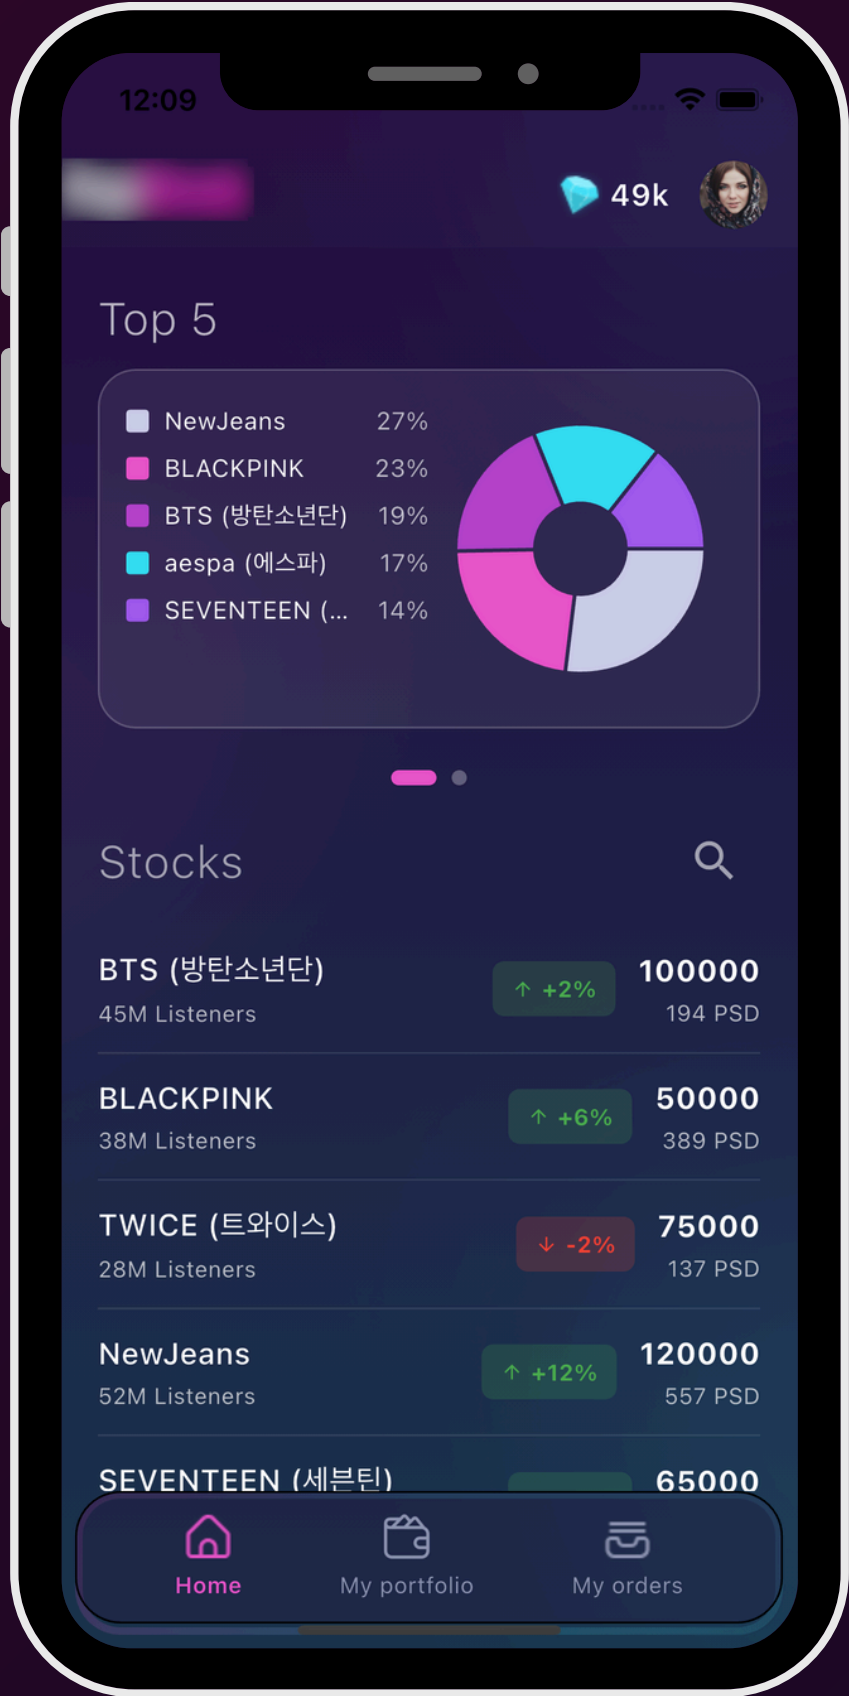 12:09
49k
Top 5
NewJeans 27%
BLACKPINK 23%
BTS (방탄소년단) 19%
aespa (에스파) 17%
SEVENTEEN (... 14%
Stocks
BTS (방탄소년단) ↑ +2% 100000
45M Listeners 194 PSD
BLACKPINK ↑ +6% 50000
38M Listeners 389 PSD
TWICE (트와이스) ↓ -2% 75000
28M Listeners 137 PSD
NewJeans ↑ +12% 120000
52M Listeners 557 PSD
SEVENTEEN (세븐틴) 65000
Home My portfolio My orders